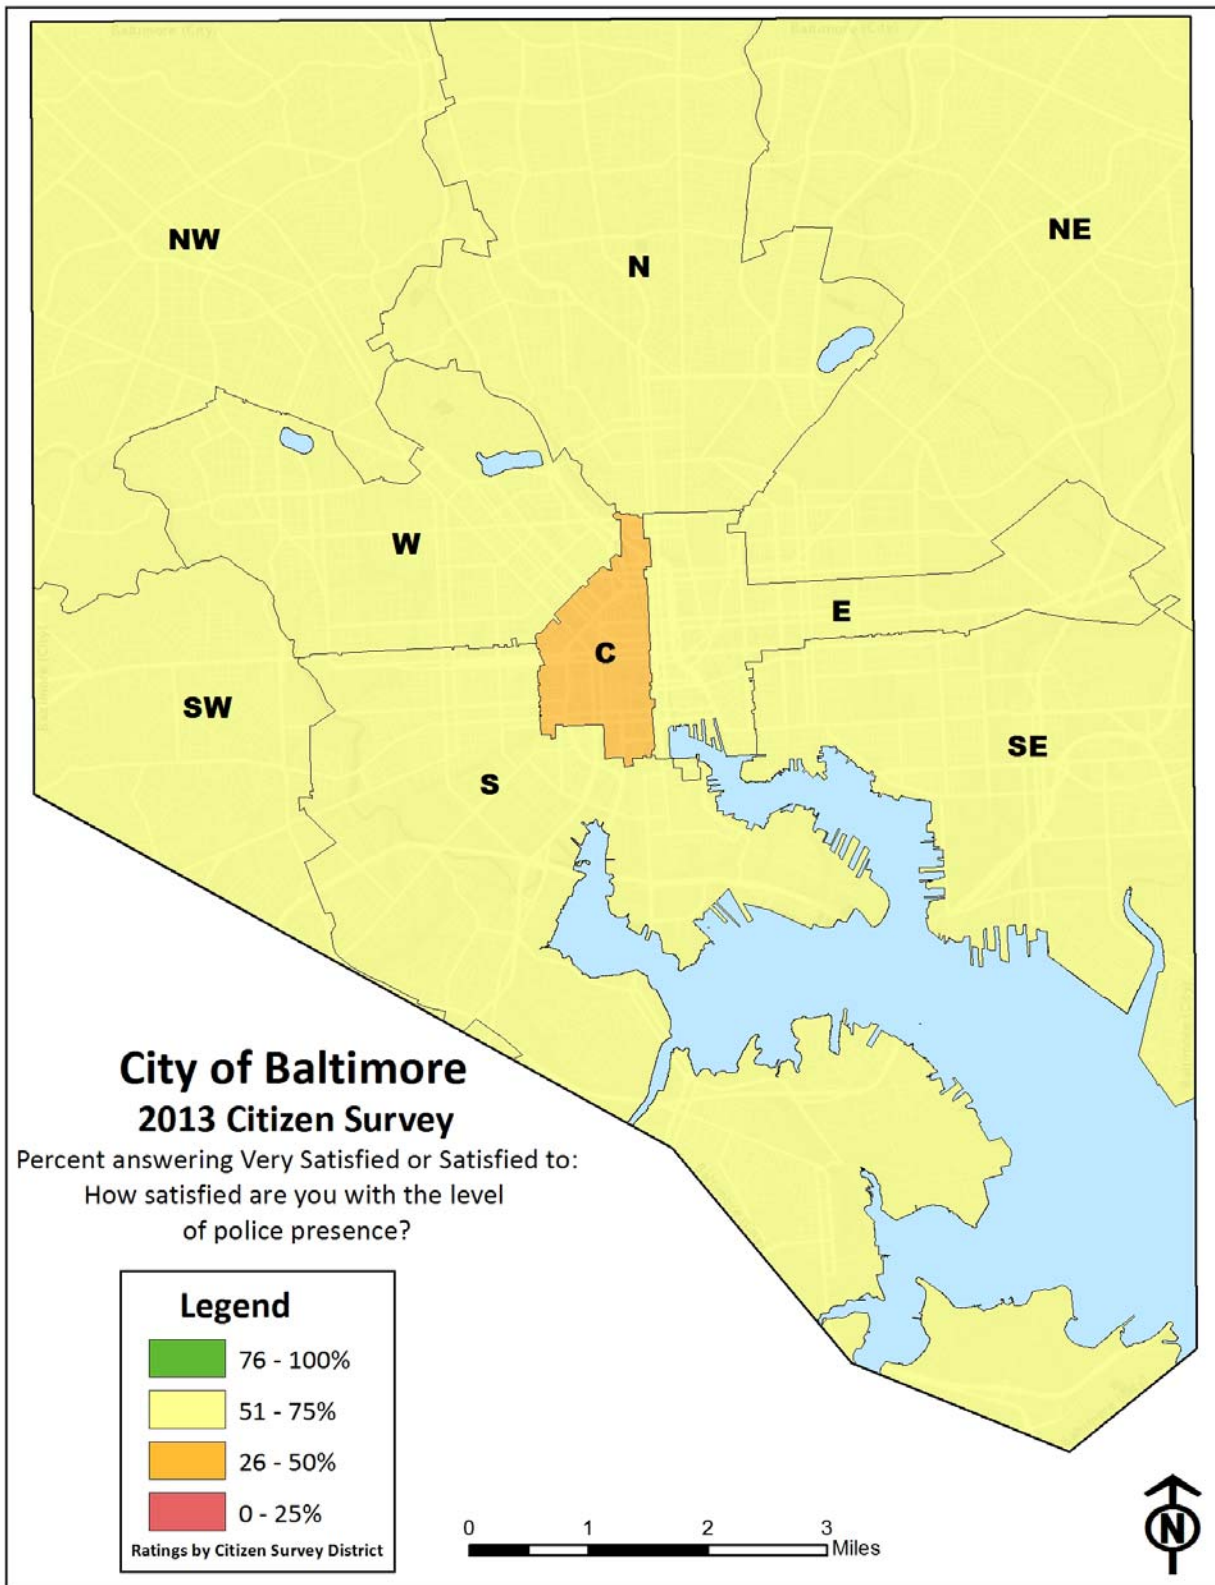 Baltimore (City)
NW
N
NE
W
E
C
SW
SE
S
City of Baltimore
2013 Citizen Survey
Percent answering Very Satisfied or Satisfied to:
How satisfied are you with the level
of police presence?
Legend
76 - 100%
51 - 75%
26 - 50%
0 - 25%
Ratings by Citizen Survey District
0 1 2 3
Miles
N